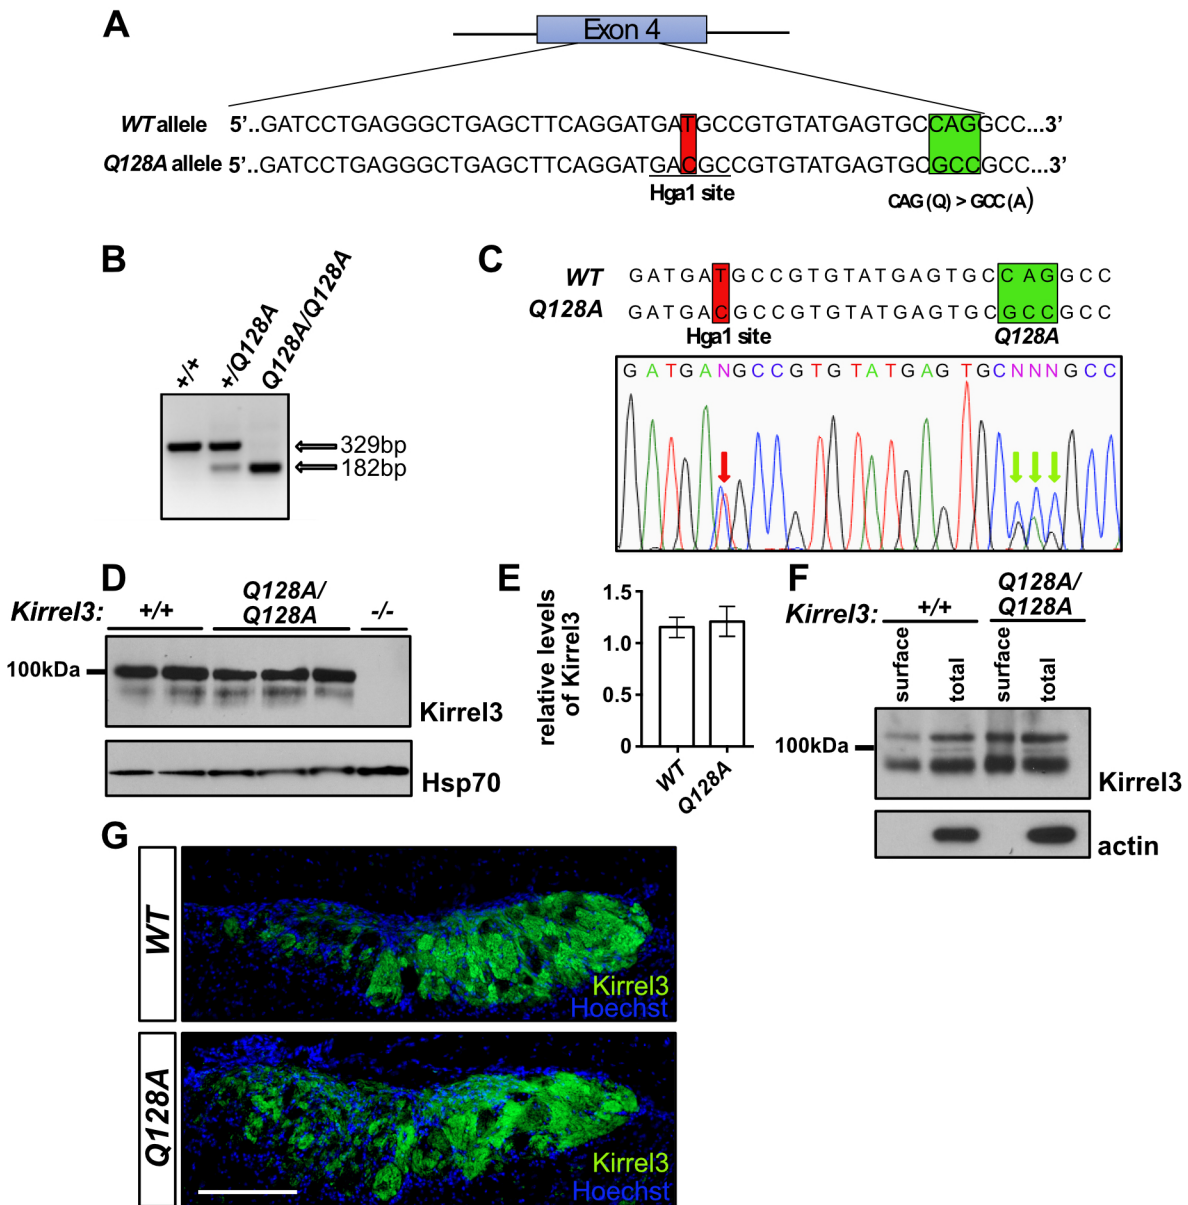 A
Exon 4
WT allele 5’..GATCCTGAGGGCTGAGCTTCAGGATGATGCCGTGTATGAGTGCCAGGCC...3’
Q128A allele 5’..GATCCTGAGGGCTGAGCTTCAGGATGACGCCGTGTATGAGTGCGCCGCC...3’
Hga1 site
CAG (Q) > GCC (A)
B
+/+
+/Q128A
Q128A/Q128A
329bp
182bp
C
WT GATGATGCCGTGTATGAGTGCCAGGCC
Q128A GATGACGCCGTGTATGAGTGCGCCGCC
Hga1 site
Q128A
GATGANGCCGTGTATGAGTGCNNNGCC
D
Kirrel3:
+/+
Q128A/
Q128A
-/-
100kDa
Kirrel3
Hsp70
E
relative levels
of Kirrel3
1.5
1.0
0.5
0
WT
Q128A
F
Kirrel3:
+/+
Q128A/
Q128A
surface
total
surface
total
100kDa
Kirrel3
actin
G
WT
Kirrel3
Hoechst
Q128A
Kirrel3
Hoechst